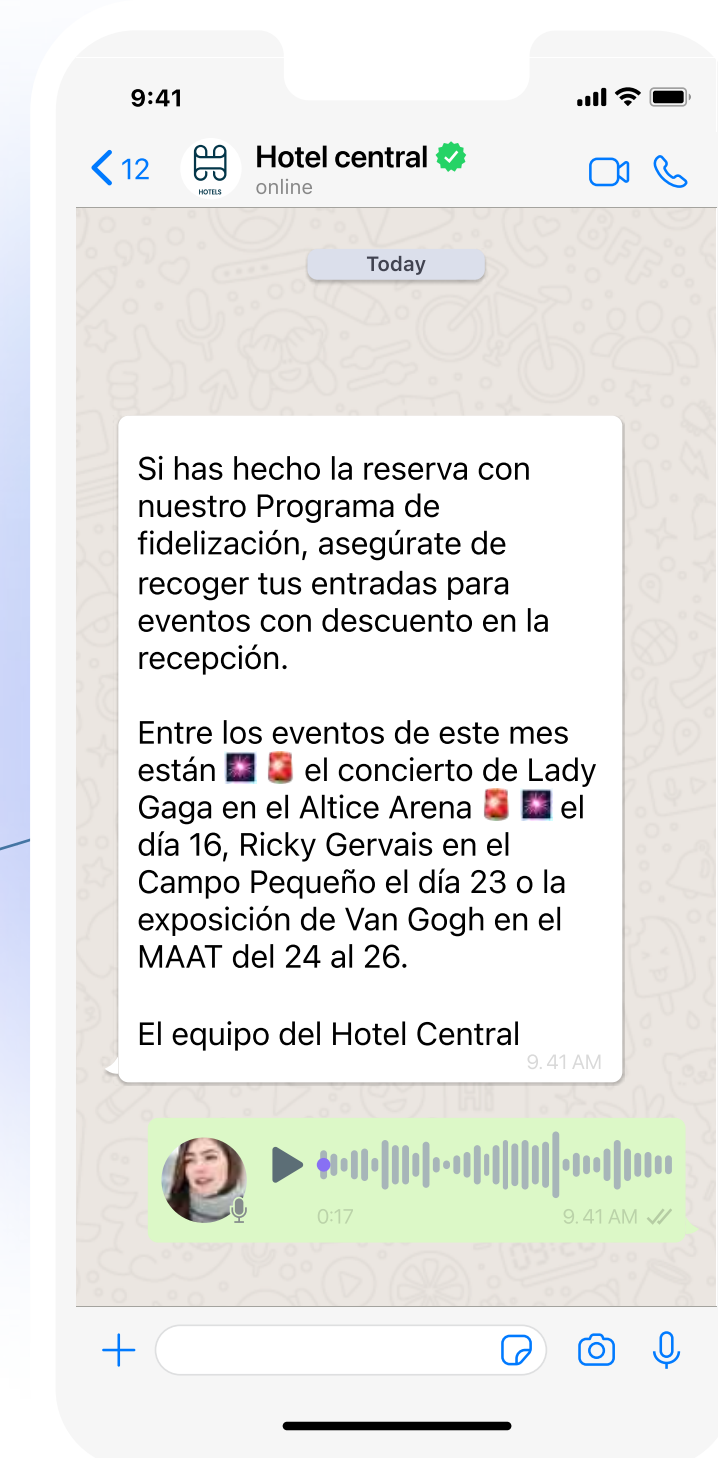 9:41
12
HOTELS
Hotel central
online
Today
Si has hecho la reserva con
nuestro Programa de
fidelización, asegúrate de
recoger tus entradas para
eventos con descuento en la
recepción.
Entre los eventos de este mes
están 🎆 🚨 el concierto de Lady
Gaga en el Altice Arena 🚨 🎆 el
día 16, Ricky Gervais en el
Campo Pequeño el día 23 o la
exposición de Van Gogh en el
MAAT del 24 al 26.
El equipo del Hotel Central
9.41 AM
0:17
9.41 AM